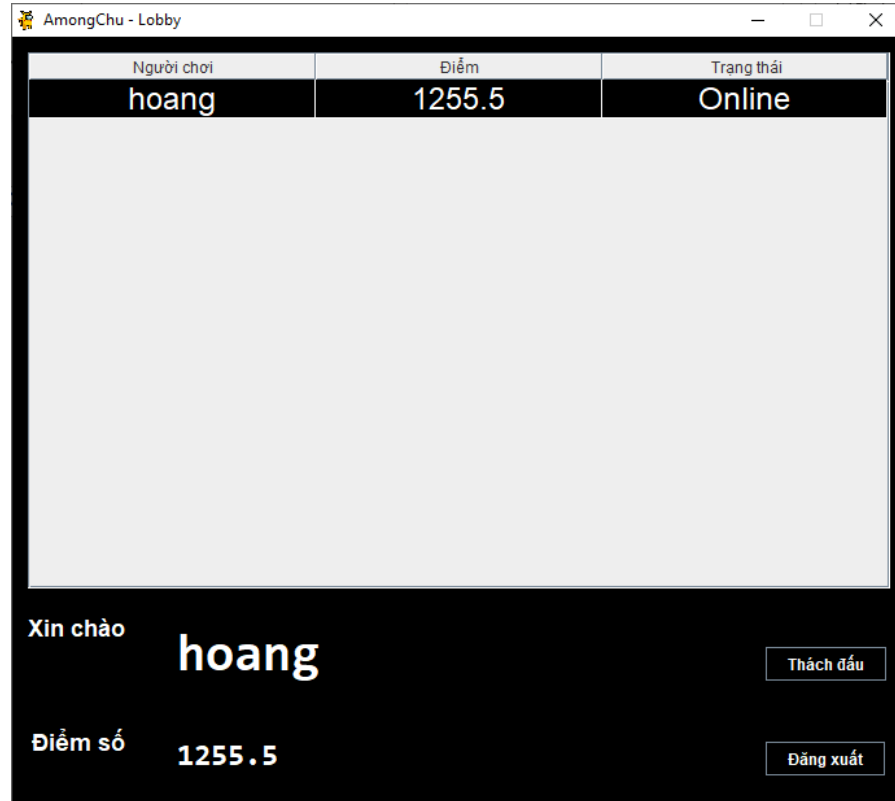 AmongChu - Lobby
Người chơi Điểm Trạng thái
hoang 1255.5 Online
Xin chào
hoang
Thách đấu
Điểm số
1255.5
Đăng xuất